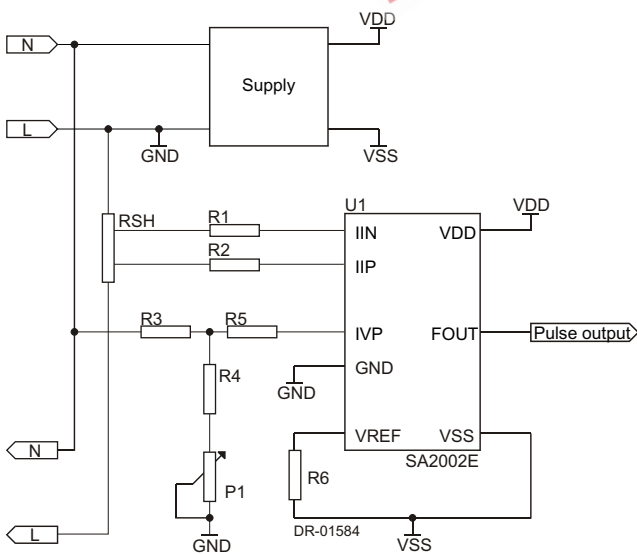 N
VDD
Supply
L
GND
VSS
RSH
R1
U1
VDD
IIN
VDD
R2
IIP
R3
R5
IVP
FOUT
Pulse output
R4
GND
GND
VREF
VSS
N
SA2002E
R6
P1
DR-01584
L
GND
VSS